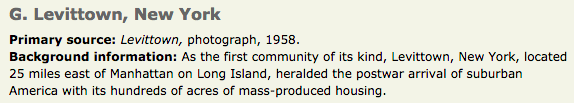 G. Levittown, New York
Primary source: Levittown, photograph, 1958.
Background information: As the first community of its kind, Levittown, New York, located
25 miles east of Manhattan on Long Island, heralded the postwar arrival of suburban
America with its hundreds of acres of mass-produced housing.